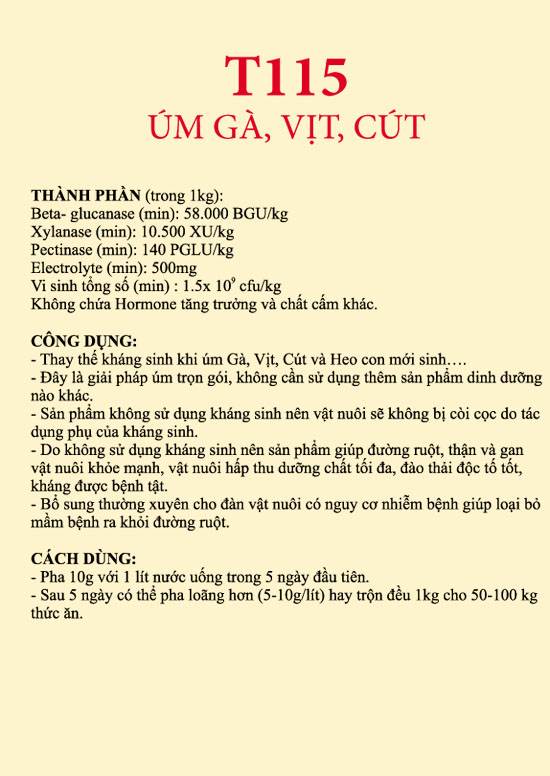 T115
ÚM GÀ, VỊT, CÚT
THÀNH PHẦN (trong 1kg):
Beta- glucanase (min): 58.000 BGU/kg
Xylanase (min): 10.500 XU/kg
Pectinase (min): 140 PGLU/kg
Electrolyte (min): 500mg
Vi sinh tổng số (min) : 1.5x 10⁹ cfu/kg
Không chứa Hormone tăng trưởng và chất cấm khác.
CÔNG DỤNG:
- Thay thế kháng sinh khi úm Gà, Vịt, Cút và Heo con mới sinh….
- Đây là giải pháp úm trọn gói, không cần sử dụng thêm sản phẩm dinh dưỡng
nào khác.
- Sản phẩm không sử dụng kháng sinh nên vật nuôi sẽ không bị còi cọc do tác
dụng phụ của kháng sinh.
- Do không sử dụng kháng sinh nên sản phẩm giúp đường ruột, thận và gan
vật nuôi khỏe mạnh, vật nuôi hấp thu dưỡng chất tối đa, đào thải độc tố tốt,
kháng được bệnh tật.
- Bổ sung thường xuyên cho đàn vật nuôi có nguy cơ nhiễm bệnh giúp loại bỏ
mầm bệnh ra khỏi đường ruột.
CÁCH DÙNG:
- Pha 10g với 1 lít nước uống trong 5 ngày đầu tiên.
- Sau 5 ngày có thể pha loãng hơn (5-10g/lít) hay trộn đều 1kg cho 50-100 kg
thức ăn.